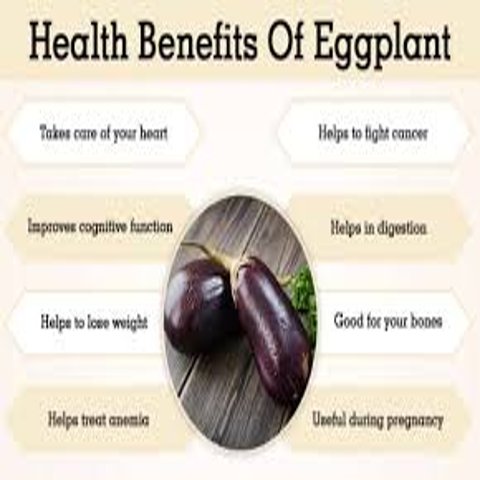 Health Benefits Of Eggplant
Takes care of your heart
Helps to fight cancer
Improves cognitive function
Helps in digestion
Helps to lose weight
Good for your bones
Helps treat anemia
Useful during pregnancy